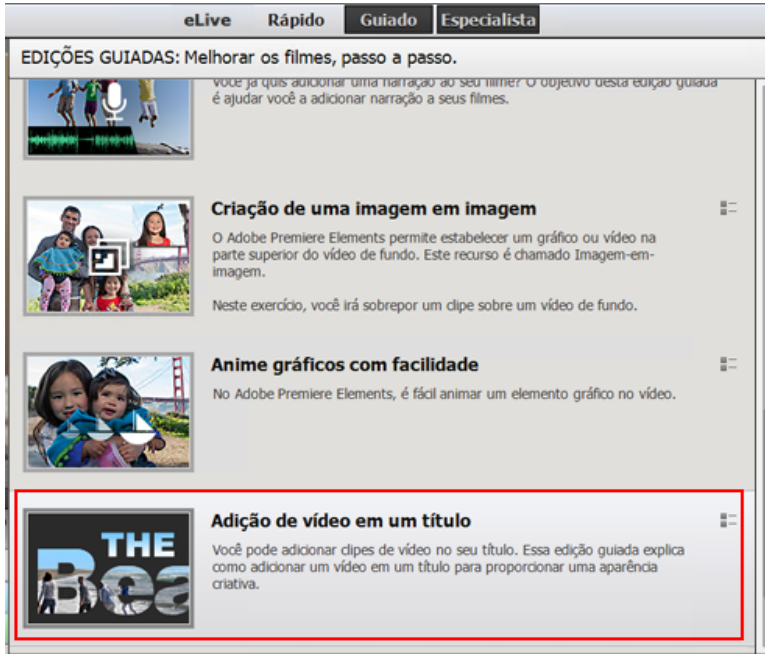 eLive Rápido Guiado Especialista
EDIÇÕES GUIADAS: Melhorar os filmes, passo a passo.
Você já quis adicionar uma narração ao seu filme? O objetivo desta edição guiada
é ajudar você a adicionar narração a seus filmes.
Criação de uma imagem em imagem
O Adobe Premiere Elements permite estabelecer um gráfico ou vídeo na
parte superior do vídeo de fundo. Este recurso é chamado Imagem-em-
imagem.
Neste exercício, você irá sobrepor um clipe sobre um vídeo de fundo.
Anime gráficos com facilidade
No Adobe Premiere Elements, é fácil animar um elemento gráfico no vídeo.
Adição de vídeo em um título
THE
Bea
Você pode adicionar clipes de vídeo no seu título. Essa edição guiada explica
como adicionar um vídeo em um título para proporcionar uma aparência
criativa.